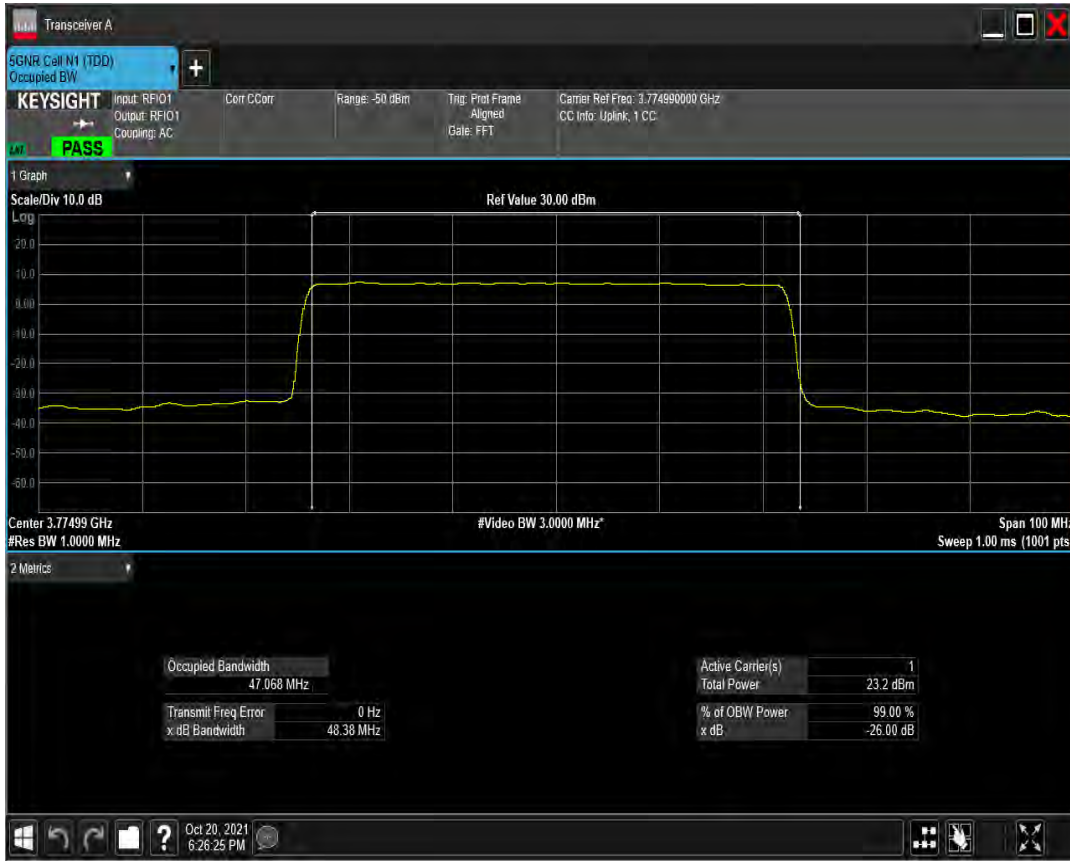 Transceiver A
5GNR Cell N1 (TDD)
Occupied BW
+
KEYSIGHT
Input: RFIO1
Output: RFIO1
Coupling: AC
Corr CCorr
Range: -50 dBm
Trig: Prot Frame
Aligned
Gate: FFT
Carrier Ref Freq: 3.774990000 GHz
CC Info: Uplink, 1 CC
PASS
1 Graph
Scale/Div 10.0 dB
Ref Value 30.00 dBm
Log
20.0
10.0
0.00
-10.0
-20.0
-30.0
-40.0
-50.0
-60.0
Center 3.77499 GHz
#Video BW 3.0000 MHz*
Span 100 MHz
#Res BW 1.0000 MHz
Sweep 1.00 ms (1001 pts
2 Metrics
Occupied Bandwidth
47.068 MHz
Transmit Freq Error 0 Hz
x dB Bandwidth 48.38 MHz
Active Carrier(s) 1
Total Power 23.2 dBm
% of OBW Power 99.00 %
x dB -26.00 dB
?
Oct 20, 2021
6:26:25 PM